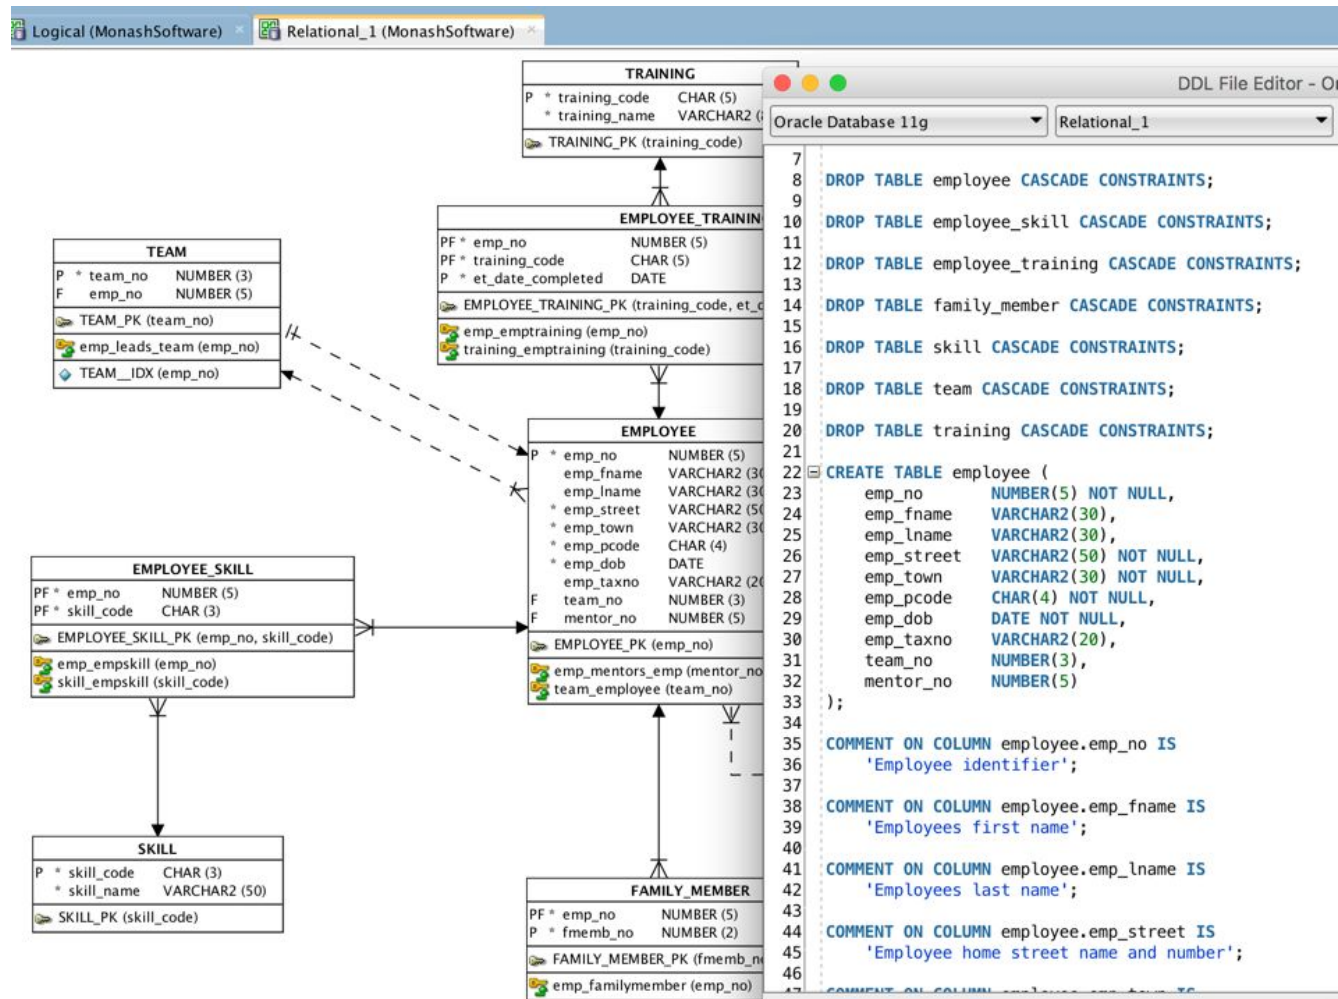 Logical (MonashSoftware)
Relational_1 (MonashSoftware)
TRAINING
P * training_code CHAR (5)
* training_name VARCHAR2
TRAINING_PK (training_code)
EMPLOYEE_TRAININ
PF * emp_no NUMBER (5)
PF * training_code CHAR (5)
P * et_date_completed DATE
EMPLOYEE_TRAINING_PK (training_code, et_
emp_emptraining (emp_no)
training_emptraining (training_code)
TEAM
P * team_no NUMBER (3)
F emp_no NUMBER (5)
TEAM_PK (team_no)
emp_leads_team (emp_no)
TEAM__IDX (emp_no)
EMPLOYEE
P * emp_no NUMBER (5)
emp_fname VARCHAR2 (30
emp_lname VARCHAR2 (30
* emp_street VARCHAR2 (50
* emp_town VARCHAR2 (30
* emp_pcode CHAR (4)
* emp_dob DATE
emp_taxno VARCHAR2 (20
F team_no NUMBER (3)
F mentor_no NUMBER (5)
EMPLOYEE_PK (emp_no)
emp_mentors_emp (mentor_no
team_employee (team_no)
EMPLOYEE_SKILL
PF * emp_no NUMBER (5)
PF * skill_code CHAR (3)
EMPLOYEE_SKILL_PK (emp_no, skill_code)
emp_empskill (emp_no)
skill_empskill (skill_code)
SKILL
P * skill_code CHAR (3)
* skill_name VARCHAR2 (50)
SKILL_PK (skill_code)
FAMILY_MEMBER
PF * emp_no NUMBER (5)
P * fmemb_no NUMBER (2)
FAMILY_MEMBER_PK (fmemb_n
emp_familymember (emp_no)
DDL File Editor - Or
Oracle Database 11g
Relational_1
7
8 DROP TABLE employee CASCADE CONSTRAINTS;
9
10 DROP TABLE employee_skill CASCADE CONSTRAINTS;
11
12 DROP TABLE employee_training CASCADE CONSTRAINTS;
13
14 DROP TABLE family_member CASCADE CONSTRAINTS;
15
16 DROP TABLE skill CASCADE CONSTRAINTS;
17
18 DROP TABLE team CASCADE CONSTRAINTS;
19
20 DROP TABLE training CASCADE CONSTRAINTS;
21
22 CREATE TABLE employee (
23 emp_no NUMBER(5) NOT NULL,
24 emp_fname VARCHAR2(30),
25 emp_lname VARCHAR2(30),
26 emp_street VARCHAR2(50) NOT NULL,
27 emp_town VARCHAR2(30) NOT NULL,
28 emp_pcode CHAR(4) NOT NULL,
29 emp_dob DATE NOT NULL,
30 emp_taxno VARCHAR2(20),
31 team_no NUMBER(3),
32 mentor_no NUMBER(5)
33 );
34
35 COMMENT ON COLUMN employee.emp_no IS
36 'Employee identifier';
37
38 COMMENT ON COLUMN employee.emp_fname IS
39 'Employees first name';
40
41 COMMENT ON COLUMN employee.emp_lname IS
42 'Employees last name';
43
44 COMMENT ON COLUMN employee.emp_street IS
45 'Employee home street name and number';
46
47 COMMENT ON COLUMN employee.emp_town IS